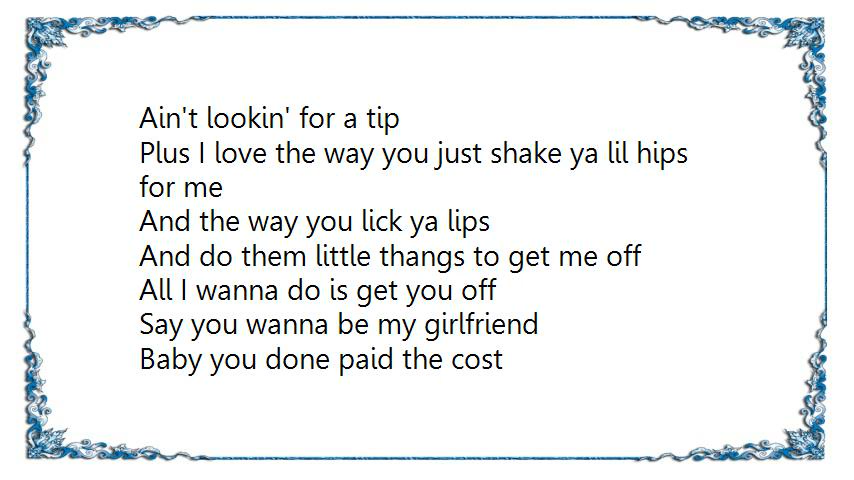 Ain't lookin' for a tip
Plus I love the way you just shake ya lil hips
for me
And the way you lick ya lips
And do them little thangs to get me off
All I wanna do is get you off
Say you wanna be my girlfriend
Baby you done paid the cost